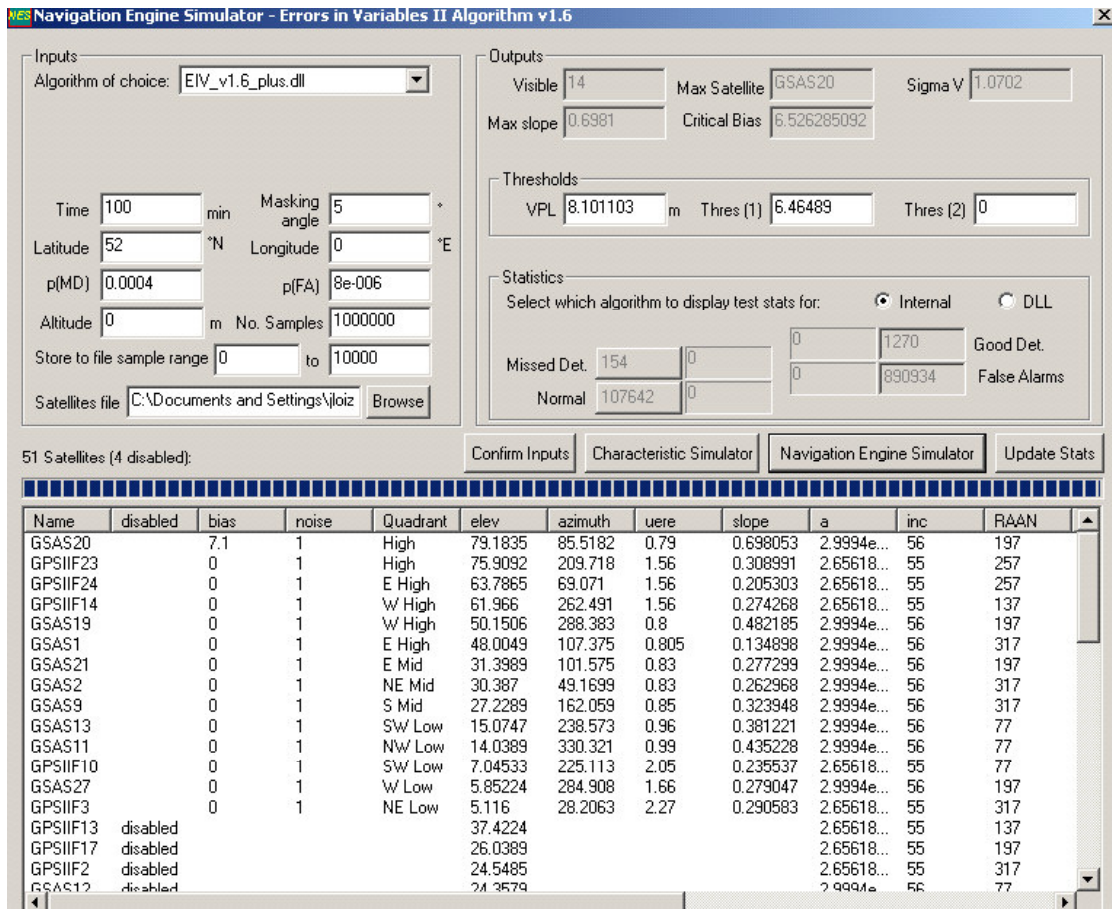 NES Navigation Engine Simulator - Errors in Variables II Algorithm v1.6
Inputs
Algorithm of choice: EIV_v1.6_plus.dll
Time 100 min Masking angle 5 °
Latitude 52 °N Longitude 0 °E
p(MD) 0.0004 p(FA) 8e-006
Altitude 0 m No. Samples 1000000
Store to file sample range 0 to 10000
Satellites file C:\Documents and Settings\jloiz Browse
Outputs
Visible 14 Max Satellite GSAS20 Sigma V 1.0702
Max slope 0.6981 Critical Bias 6.526285092
Thresholds
VPL 8.101103 m Thres (1) 6.46489 Thres (2) 0
Statistics
Select which algorithm to display test stats for: Internal DLL
Missed Det. 154 0 0 1270 Good Det.
Normal 107642 0 0 890934 False Alarms
51 Satellites (4 disabled): Confirm Inputs Characteristic Simulator Navigation Engine Simulator Update Stats
Name disabled bias noise Quadrant elev azimuth uere slope a inc RAAN
GSAS20 7.1 1 High 79.1835 85.5182 0.79 0.698053 2.9994e... 56 197
GPSIIF23 0 1 High 75.9092 209.718 1.56 0.308991 2.65618... 55 257
GPSIIF24 0 1 E High 63.7865 69.071 1.56 0.205303 2.65618... 55 257
GPSIIF14 0 1 W High 61.966 262.491 1.56 0.274268 2.65618... 55 137
GSAS19 0 1 W High 50.1506 288.383 0.8 0.482185 2.9994e... 56 197
GSAS1 0 1 E High 48.0049 107.375 0.805 0.134898 2.9994e... 56 317
GSAS21 0 1 E Mid 31.3989 101.575 0.83 0.277299 2.9994e... 56 197
GSAS2 0 1 NE Mid 30.387 49.1699 0.83 0.262968 2.9994e... 56 317
GSAS9 0 1 S Mid 27.2289 162.059 0.85 0.323948 2.9994e... 56 317
GSAS13 0 1 SW Low 15.0747 238.573 0.96 0.381221 2.9994e... 56 77
GSAS11 0 1 NW Low 14.0389 330.321 0.99 0.435228 2.9994e... 56 77
GPSIIF10 0 1 SW Low 7.04533 225.113 2.05 0.235537 2.65618... 55 77
GSAS27 0 1 W Low 5.85224 284.908 1.66 0.279047 2.9994e... 56 197
GPSIIF3 0 1 NE Low 5.116 28.2063 2.27 0.290583 2.65618... 55 317
GPSIIF13 disabled 37.4224 2.65618... 55 137
GPSIIF17 disabled 26.0389 2.65618... 55 197
GPSIIF2 disabled 24.5485 2.65618... 55 317
GSAS12 disabled 24.3579 2.9994e... 56 77